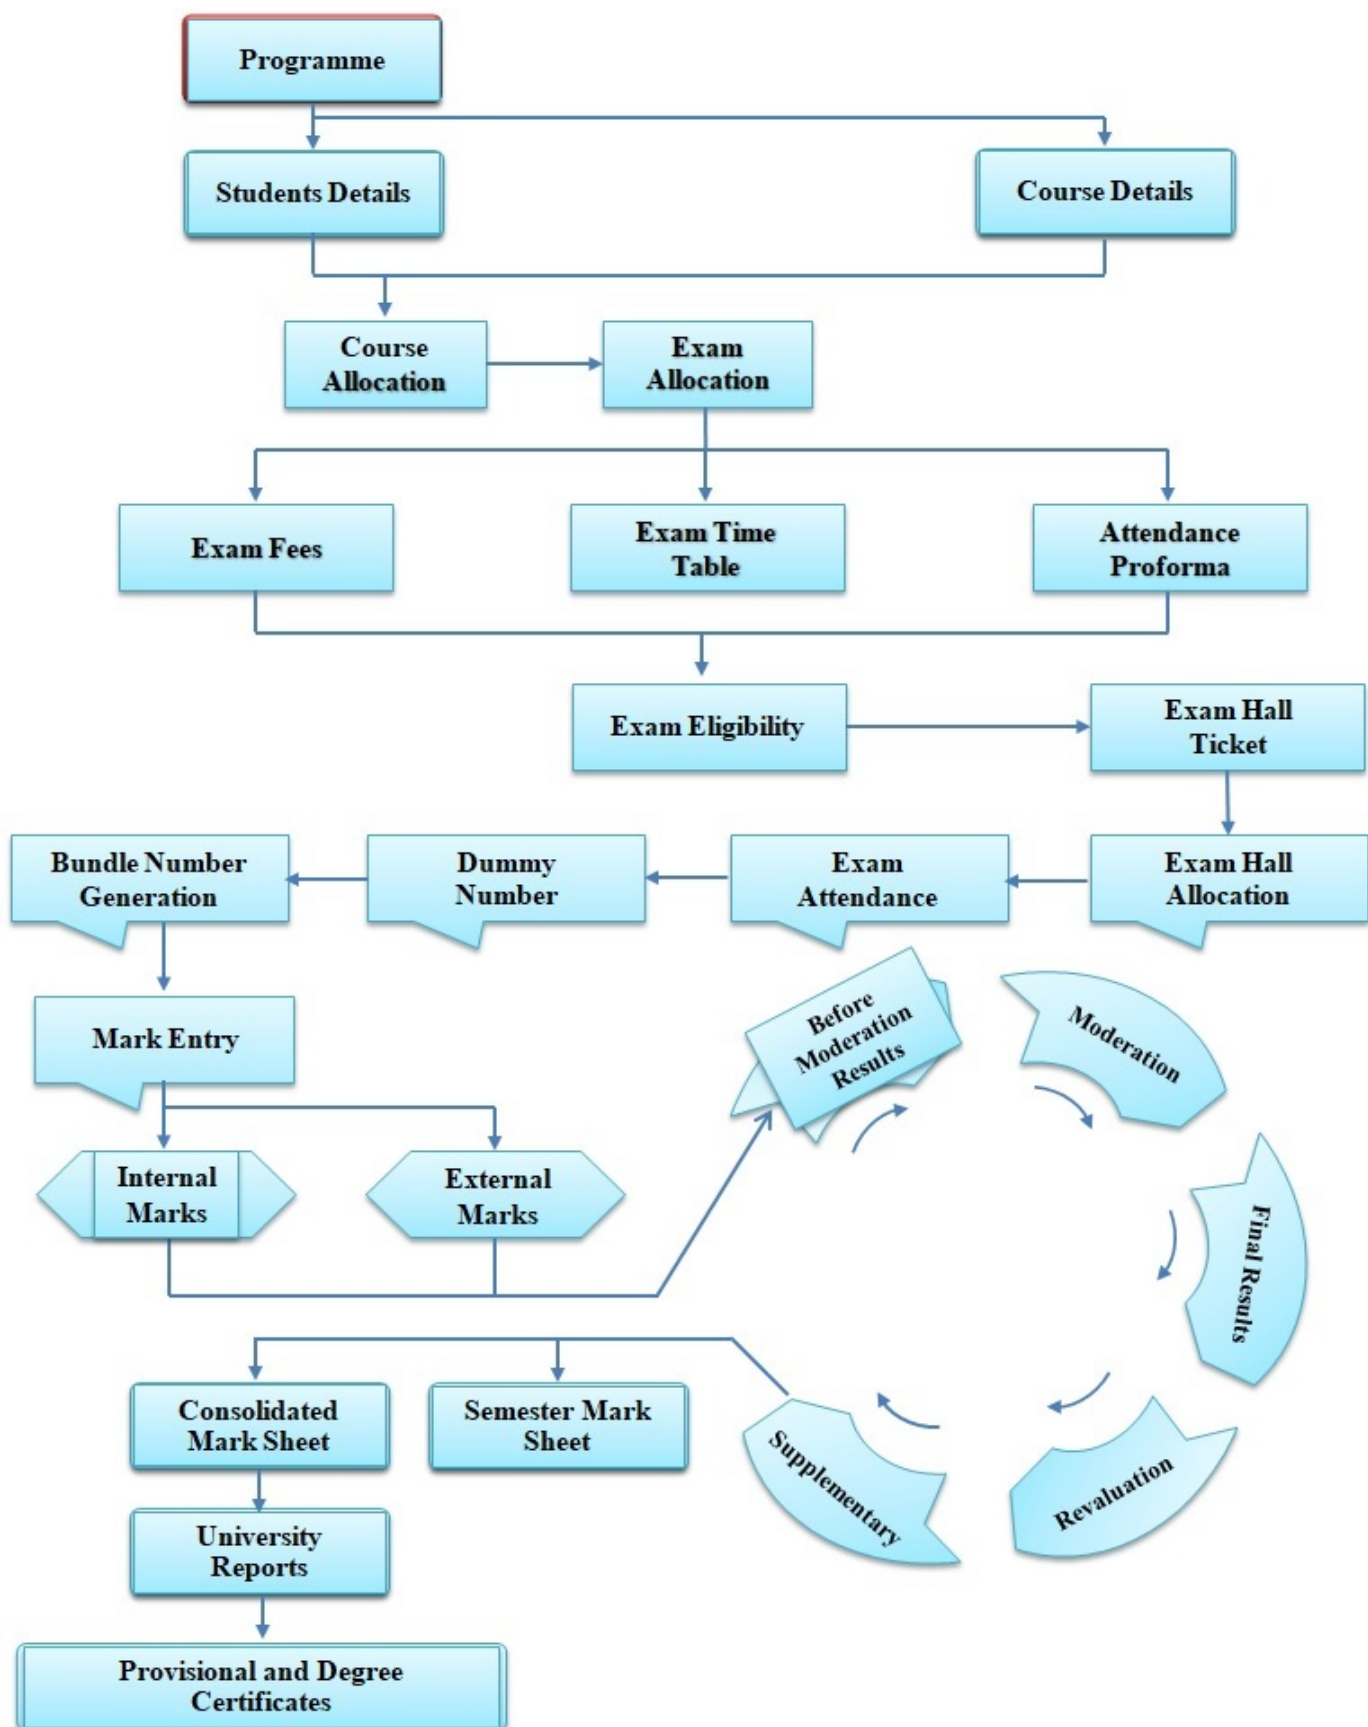 Programme
Students Details
Course Details
Course
Allocation
Exam
Allocation
Exam Fees
Exam Time
Table
Attendance
Proforma
Exam Eligibility
Exam Hall
Ticket
Bundle Number
Generation
Dummy
Number
Exam
Attendance
Exam Hall
Allocation
Mark Entry
Internal
Marks
External
Marks
Before
Moderation
Results
Moderation
Final Results
Revaluation
Supplementary
Consolidated
Mark Sheet
Semester Mark
Sheet
University
Reports
Provisional and Degree
Certificates